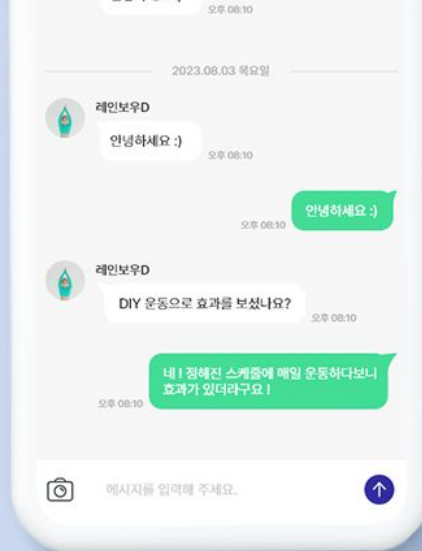 오후 08:10
2023.08.03 목요일
레인보우D
안녕하세요 :)
오후 08:10
안녕하세요 :)
오후 08:10
레인보우D
DIY 운동으로 효과를 보셨나요?
오후 08:10
네 ! 정해진 스케줄에 매일 운동하다보니
효과가 있더라구요 !
오후 08:10
메시지를 입력해 주세요.